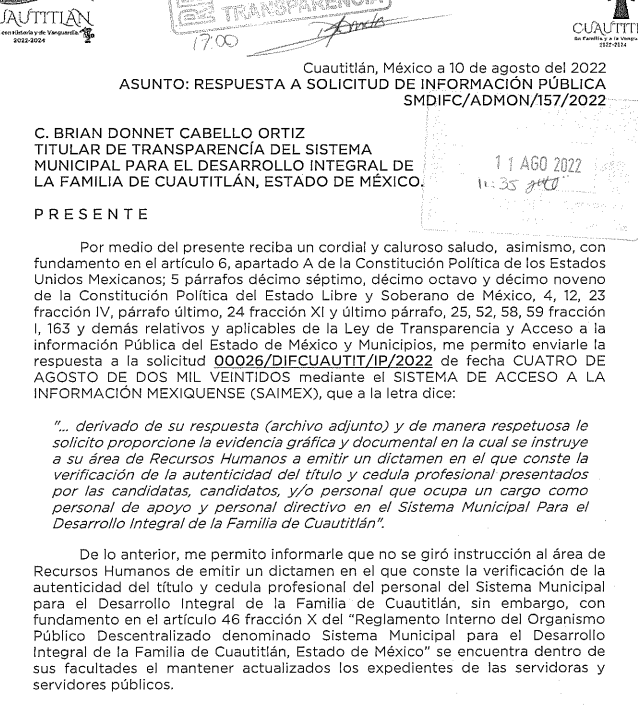 CUAUTITLÁN
con Historia y de Vanguardia
2022-2024
TRANSPARENCIA
17:00
CUAUTITL
En Familia y a la Vangu
2022-2024
Cuautitlán, México a 10 de agosto del 2022
ASUNTO: RESPUESTA A SOLICITUD DE INFORMACIÓN PÚBLICA
SMDIFC/ADMON/157/2022
C. BRIAN DONNET CABELLO ORTIZ
TITULAR DE TRANSPARENCÍA DEL SISTEMA
MUNICIPAL PARA EL DESARROLLO INTEGRAL DE
LA FAMILIA DE CUAUTITLÁN, ESTADO DE MÉXICO.
11 AGO 2022
11:35
P R E S E N T E
Por medio del presente reciba un cordial y caluroso saludo, asimismo, con
fundamento en el artículo 6, apartado A de la Constitución Política de los Estados
Unidos Mexicanos; 5 párrafos décimo séptimo, décimo octavo y décimo noveno
de la Constitución Política del Estado Libre y Soberano de México, 4, 12, 23
fracción IV, párrafo último, 24 fracción XI y último párrafo, 25, 52, 58, 59 fracción
I, 163 y demás relativos y aplicables de la Ley de Transparencia y Acceso a la
información Pública del Estado de México y Municipios, me permito enviarle la
respuesta a la solicitud 00026/DIFCUAUTIT/IP/2022 de fecha CUATRO DE
AGOSTO DE DOS MIL VEINTIDOS mediante el SISTEMA DE ACCESO A LA
INFORMACIÓN MEXIQUENSE (SAIMEX), que a la letra dice:
"... derivado de su respuesta (archivo adjunto) y de manera respetuosa le
solicito proporcione la evidencia gráfica y documental en la cual se instruye
a su área de Recursos Humanos a emitir un dictamen en el que conste la
verificación de la autenticidad del título y cedula profesional presentados
por las candidatas, candidatos, y/o personal que ocupa un cargo como
personal de apoyo y personal directivo en el Sistema Municipal Para el
Desarrollo Integral de la Familia de Cuautitlán".
De lo anterior, me permito informarle que no se giró instrucción al área de
Recursos Humanos de emitir un dictamen en el que conste la verificación de la
autenticidad del título y cedula profesional del personal del Sistema Municipal
para el Desarrollo Integral de la Familia de Cuautitlán, sin embargo, con
fundamento en el artículo 46 fracción X del "Reglamento Interno del Organismo
Público Descentralizado denominado Sistema Municipal para el Desarrollo
Integral de la Familia de Cuautitlán, Estado de México" se encuentra dentro de
sus facultades el mantener actualizados los expedientes de las servidoras y
servidores públicos.